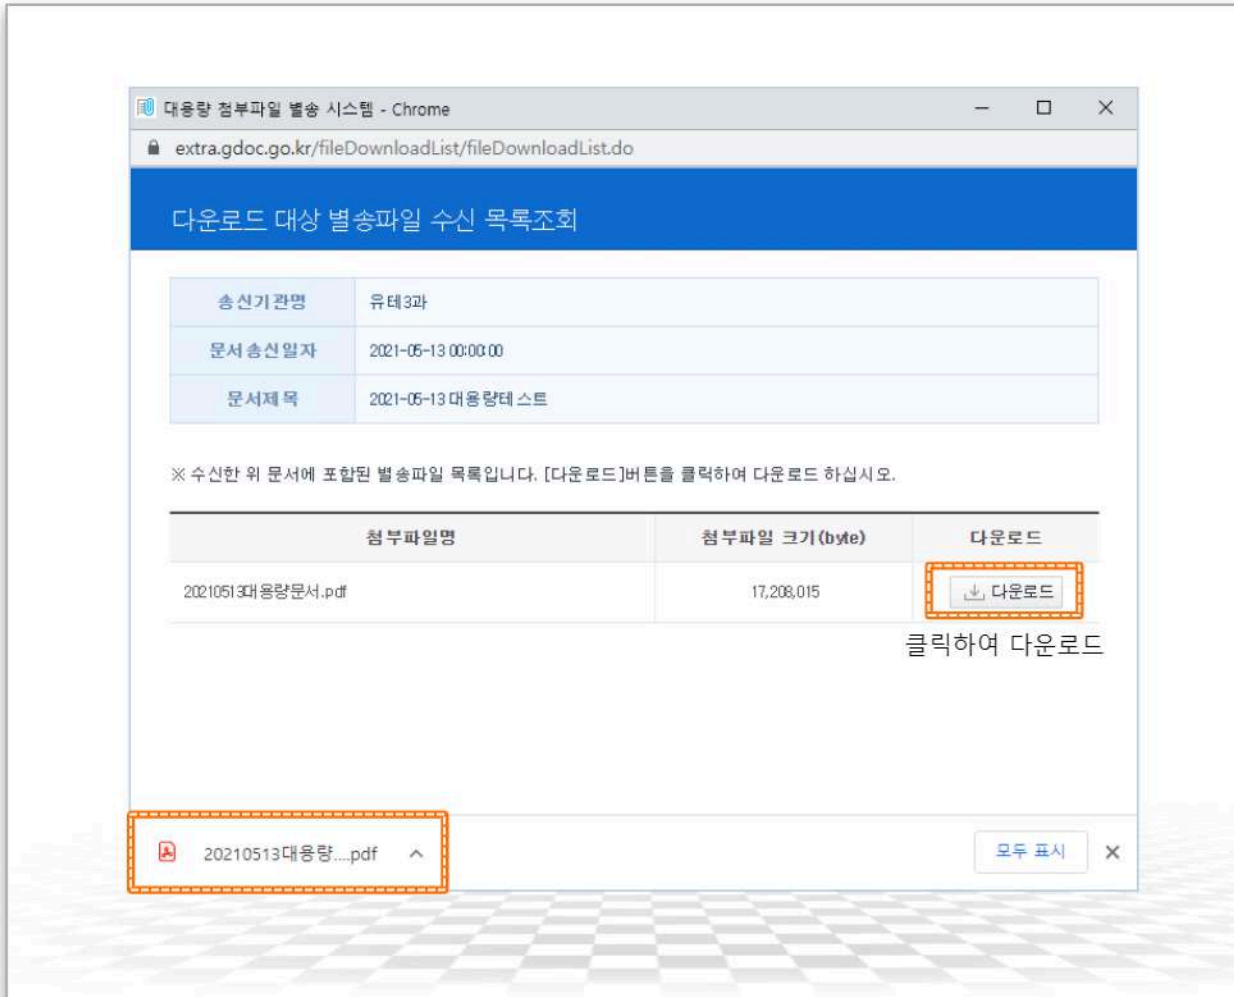 대용량 첨부파일 별송 시스템 - Chrome
extra.gdoc.go.kr/fileDownloadList/fileDownloadList.do
다운로드 대상 별송파일 수신 목록조회
송신기관명 유테3과
문서송신일자 2021-05-13 00:00:00
문서제목 2021-05-13 대용량테스트
※ 수신한 위 문서에 포함된 별송파일 목록입니다. [다운로드]버튼을 클릭하여 다운로드 하십시오.
첨부파일명 첨부파일 크기(byte) 다운로드
20210513대용량문서.pdf 17,208,015 다운로드
클릭하여 다운로드
20210513대용량....pdf 모두 표시